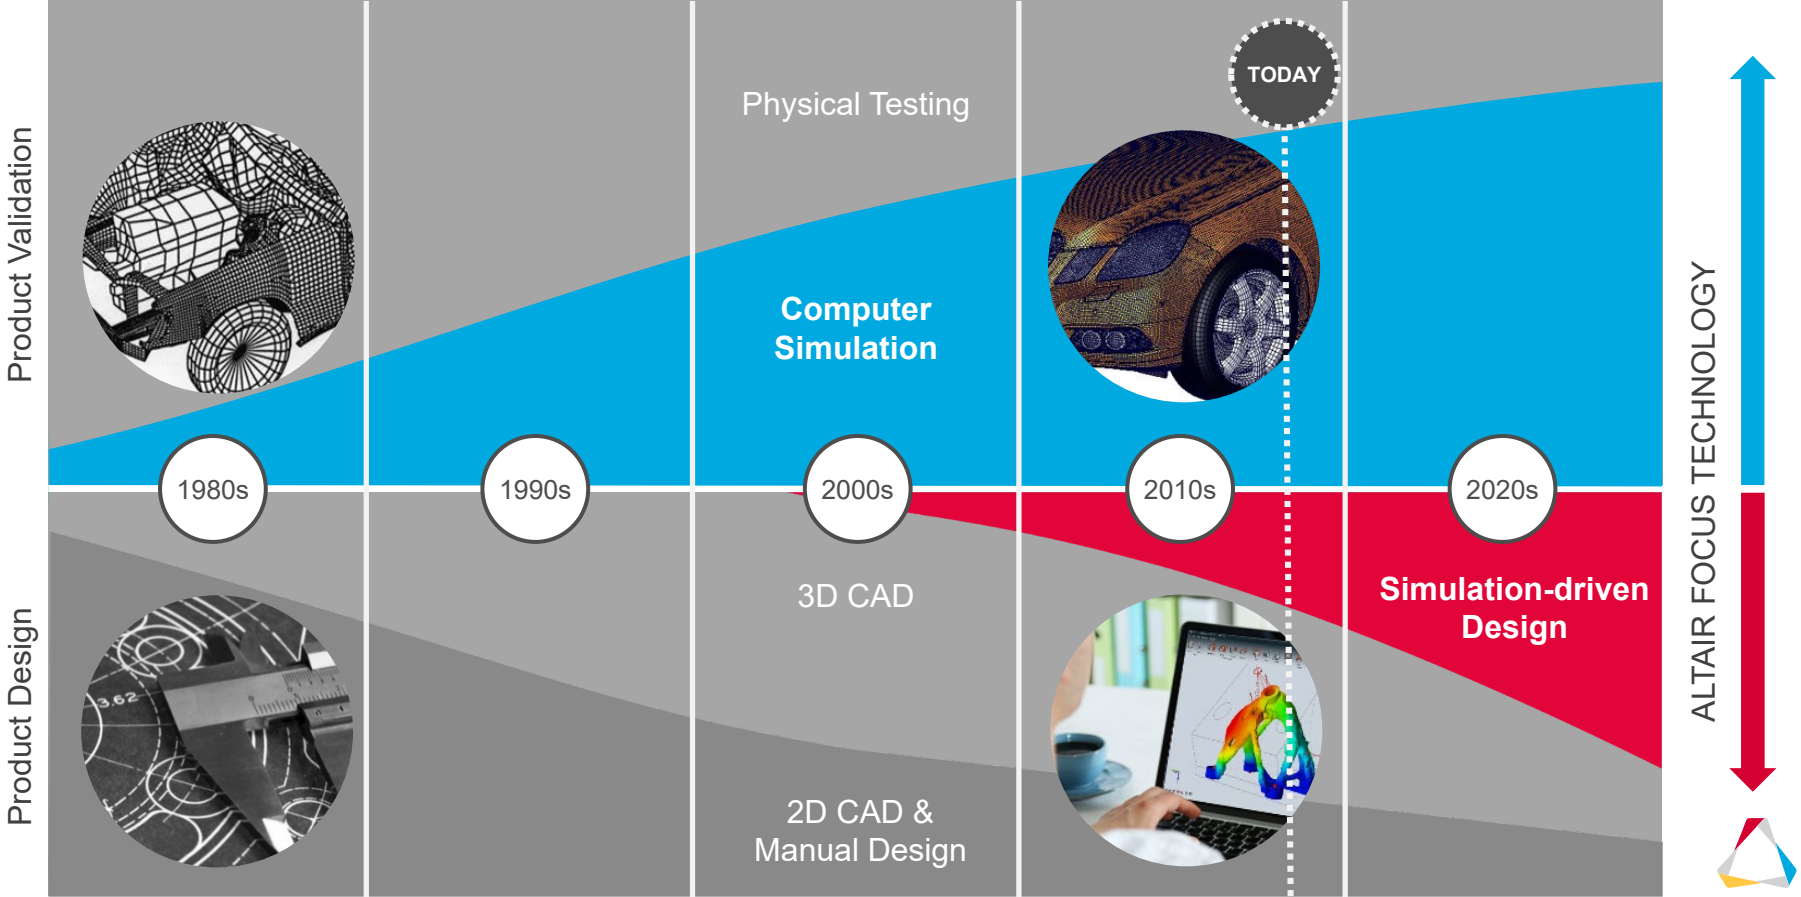 TODAY
Physical Testing
Product Validation
Computer
Simulation
1980s
1990s
2000s
2010s
2020s
ALTAIR FOCUS TECHNOLOGY
Product Design
3D CAD
Simulation-driven
Design
3.62
2D CAD &
Manual Design